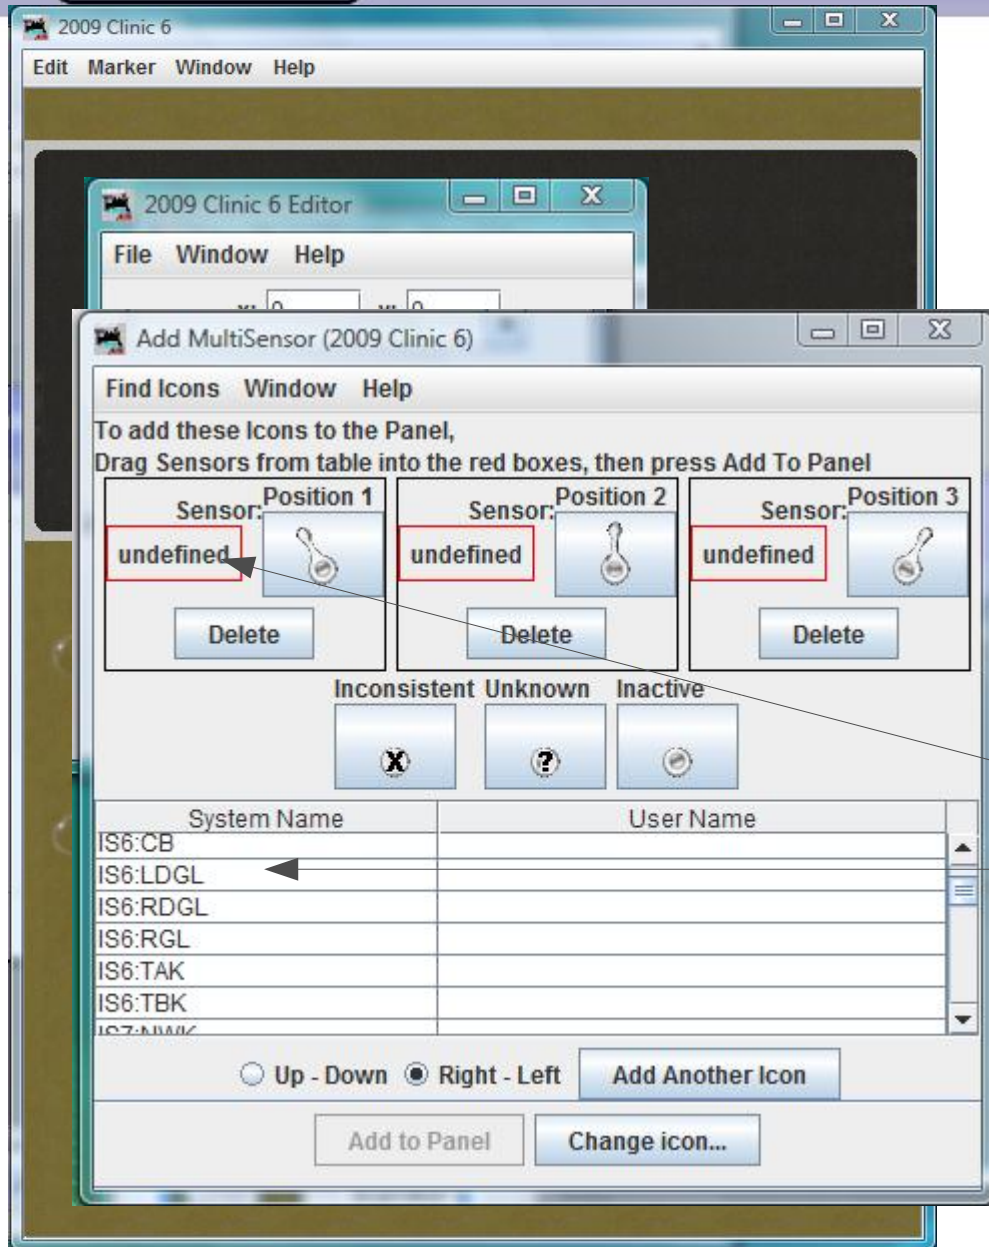 2009 Clinic 6
Edit Marker Window Help
2009 Clinic 6 Editor
File Window Help
Add MultiSensor (2009 Clinic 6)
Find Icons Window Help
To add these Icons to the Panel,
Drag Sensors from table into the red boxes, then press Add To Panel
Sensor: Position 1 Sensor: Position 2 Sensor: Position 3
undefined undefined undefined
Delete Delete Delete
Inconsistent Unknown Inactive
X ?
System Name User Name
IS6:CB
IS6:LDGL
IS6:RDGL
IS6:RGL
IS6:TAK
IS6:TBK
IS7:NWK
Up - Down Right - Left Add Another Icon
Add to Panel Change icon...